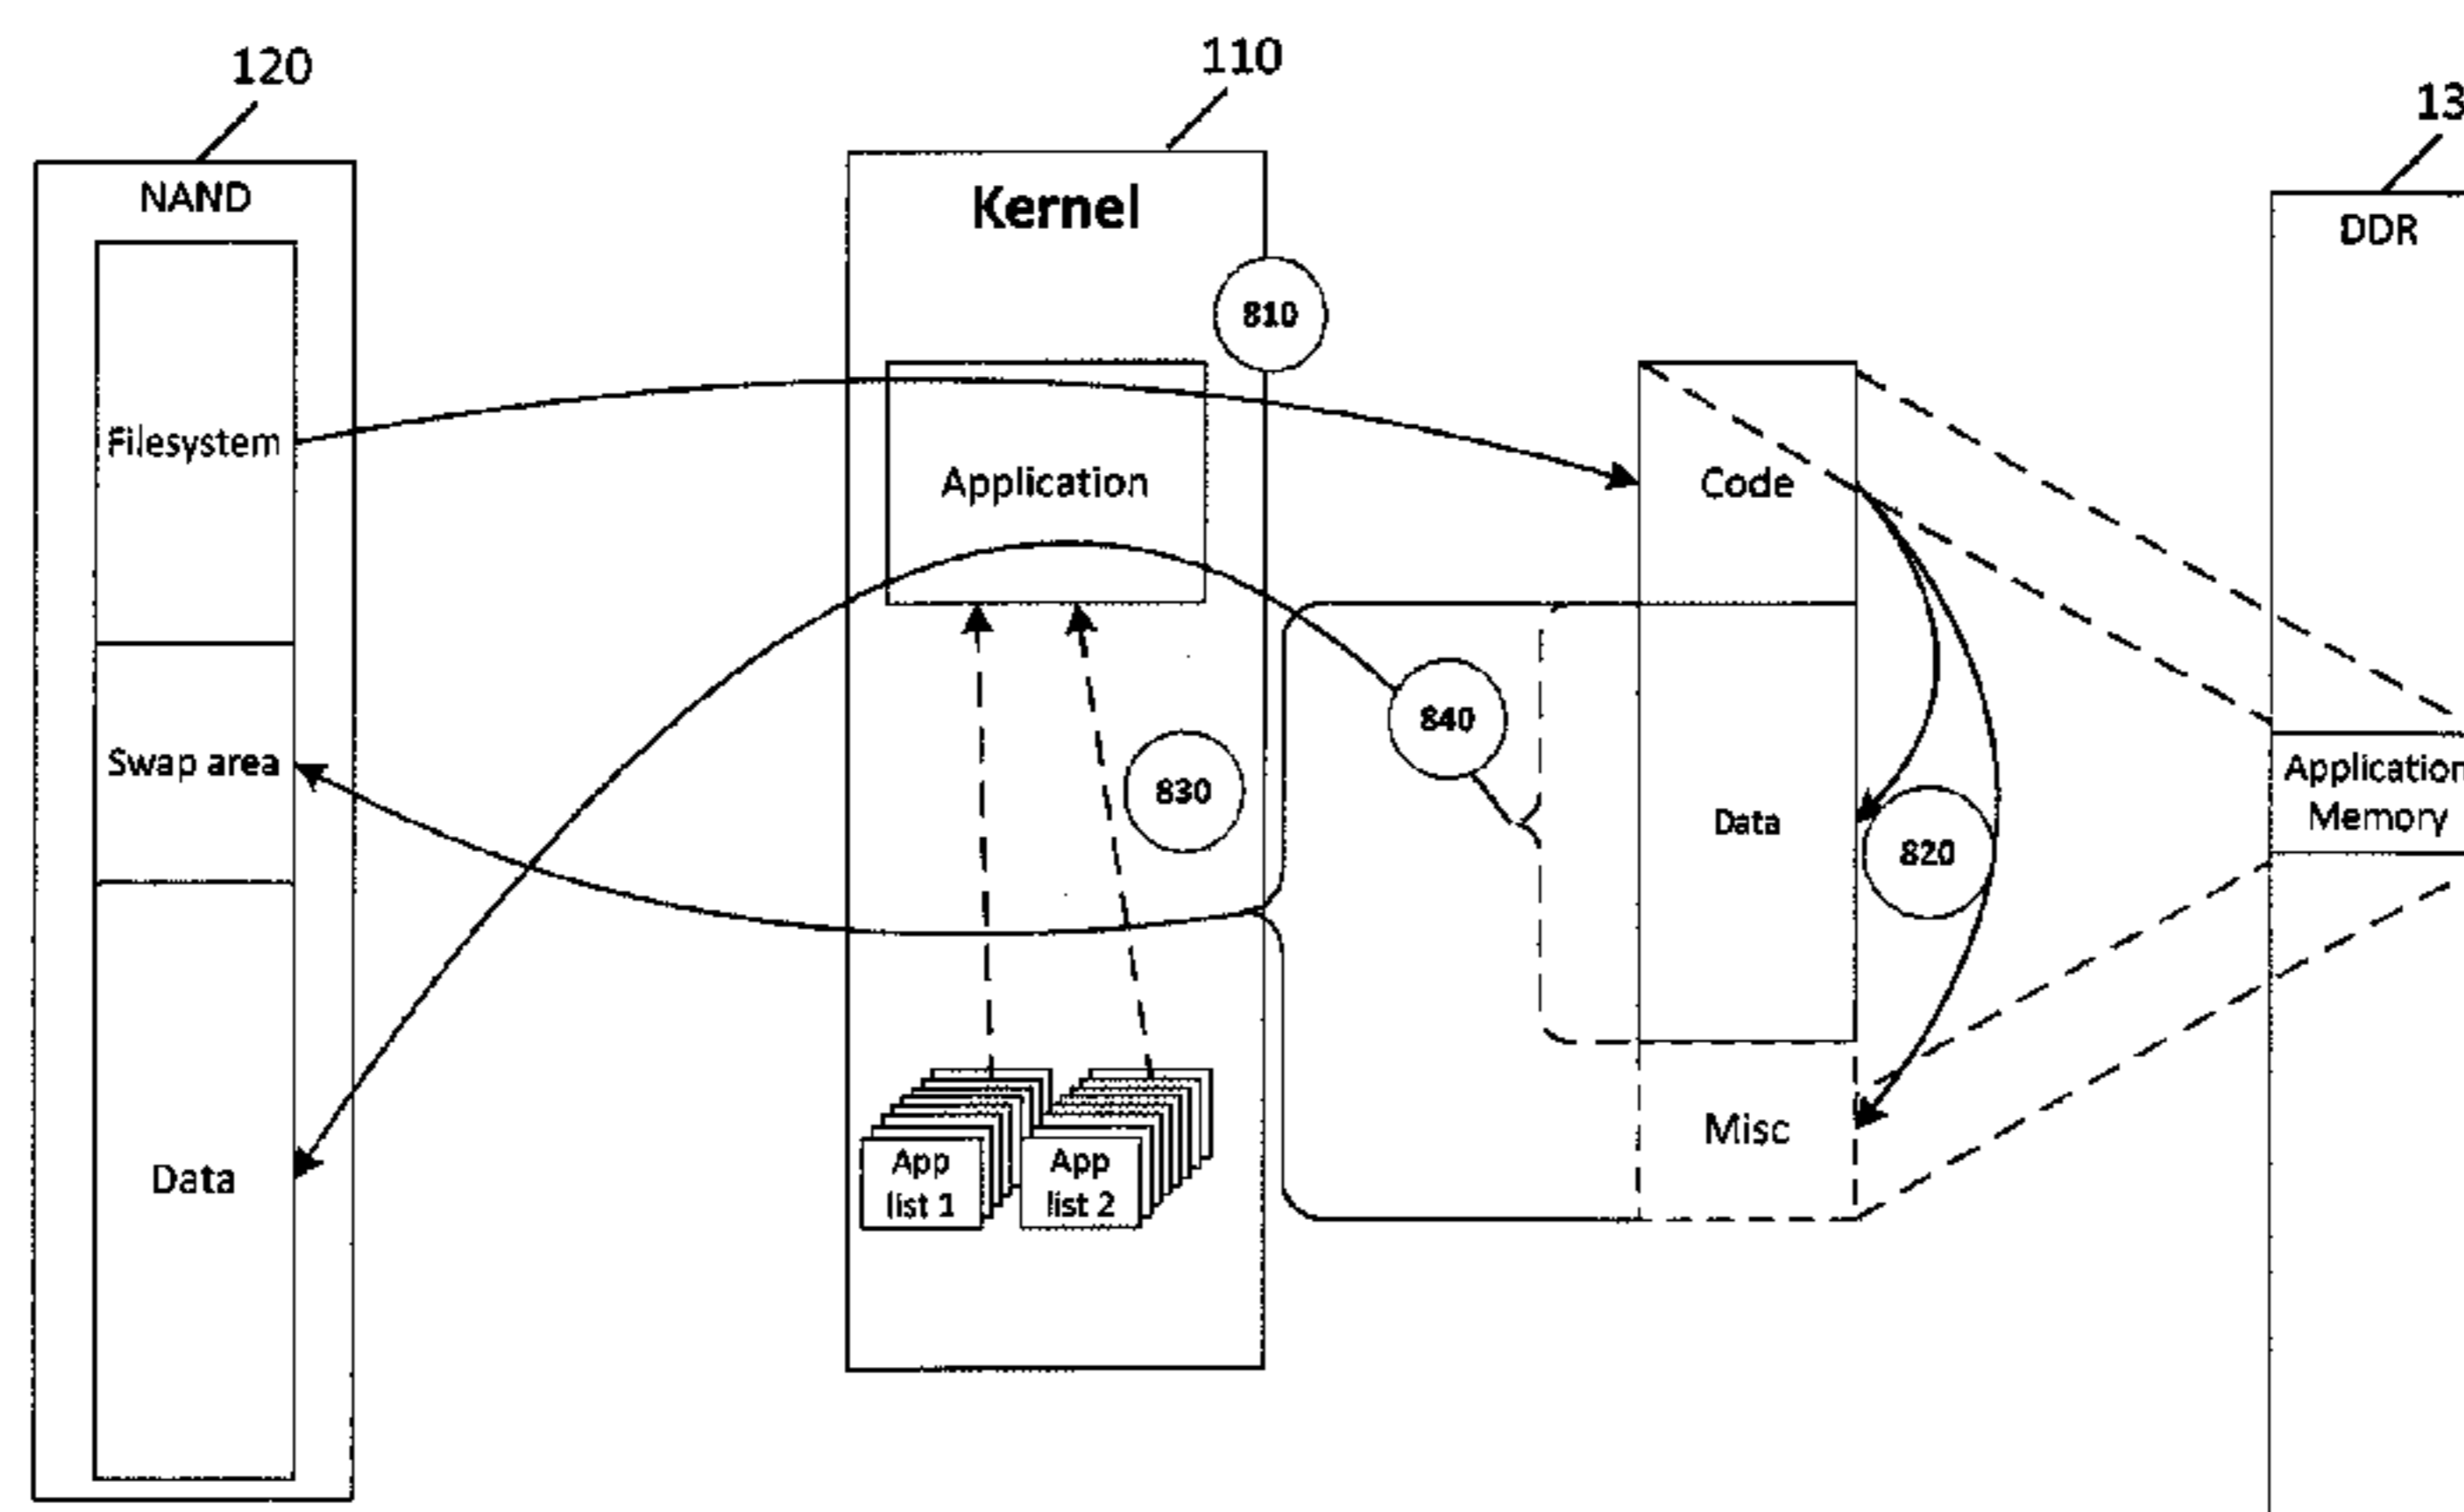 120
110
13
NAND
Kernel
DDR
810
Filesystem
Application
Code
Swap area
830
840
Data
820
Application
Memory
Data
Misc
App
list 1
App
list 2